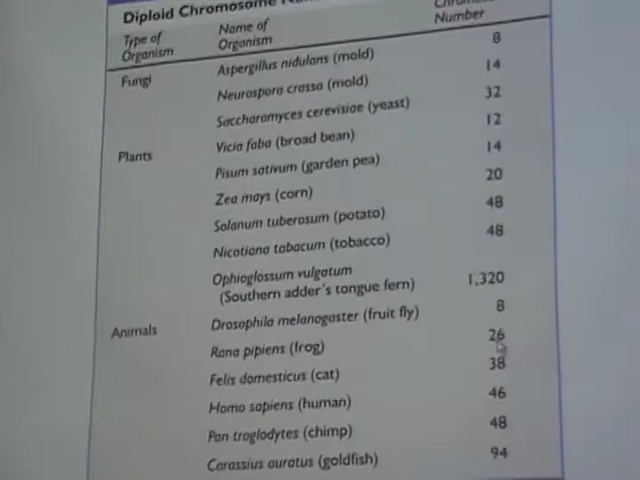 Diploid Chromosome
Type of Organism
Name of Organism
Number
Fungi
Aspergillus nidulans (mold) 8
Neurospora crassa (mold) 14
Saccharomyces cerevisiae (yeast) 32
Plants
Vicia faba (broad bean) 12
Pisum sativum (garden pea) 14
Zea mays (corn) 20
Solanum tuberosum (potato) 48
Nicotiana tabacum (tobacco) 48
Ophioglossum vulgatum
(Southern adder's tongue fern) 1,320
Animals
Drosophila melanogaster (fruit fly) 8
Rana pipiens (frog) 26
Felis domesticus (cat) 38
Homo sapiens (human) 46
Pan troglodytes (chimp) 48
Carassius auratus (goldfish) 94